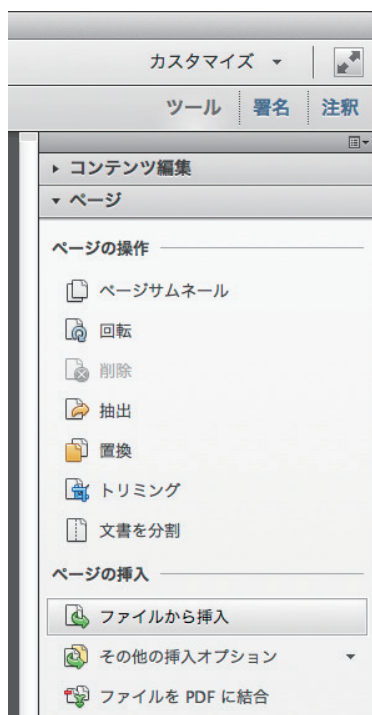 カスタマイズ
ツール 署名 注釈
コンテンツ編集
ページ
ページの操作
ページサムネール
回転
削除
抽出
置換
トリミング
文書を分割
ページの挿入
ファイルから挿入
その他の挿入オプション
ファイルを PDF に結合